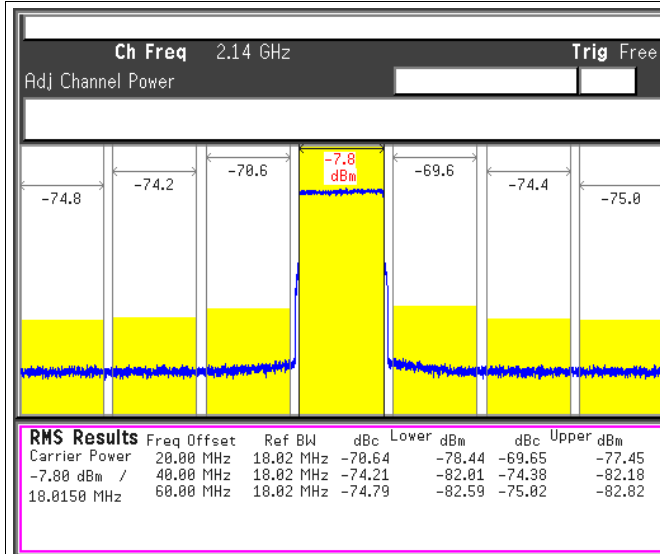 Ch Freq 2.14 GHz Trig Free
Adj Channel Power
-74.8 -74.2 -70.6 -7.8 dBm -69.6 -74.4 -75.0
RMS Results Freq Offset Ref BW dBc Lower dBm dBc Upper dBm
Carrier Power 20.00 MHz 18.02 MHz -70.64 -78.44 -69.65 -77.45
-7.80 dBm / 40.00 MHz 18.02 MHz -74.21 -82.01 -74.38 -82.18
18.0150 MHz 60.00 MHz 18.02 MHz -74.79 -82.59 -75.02 -82.82